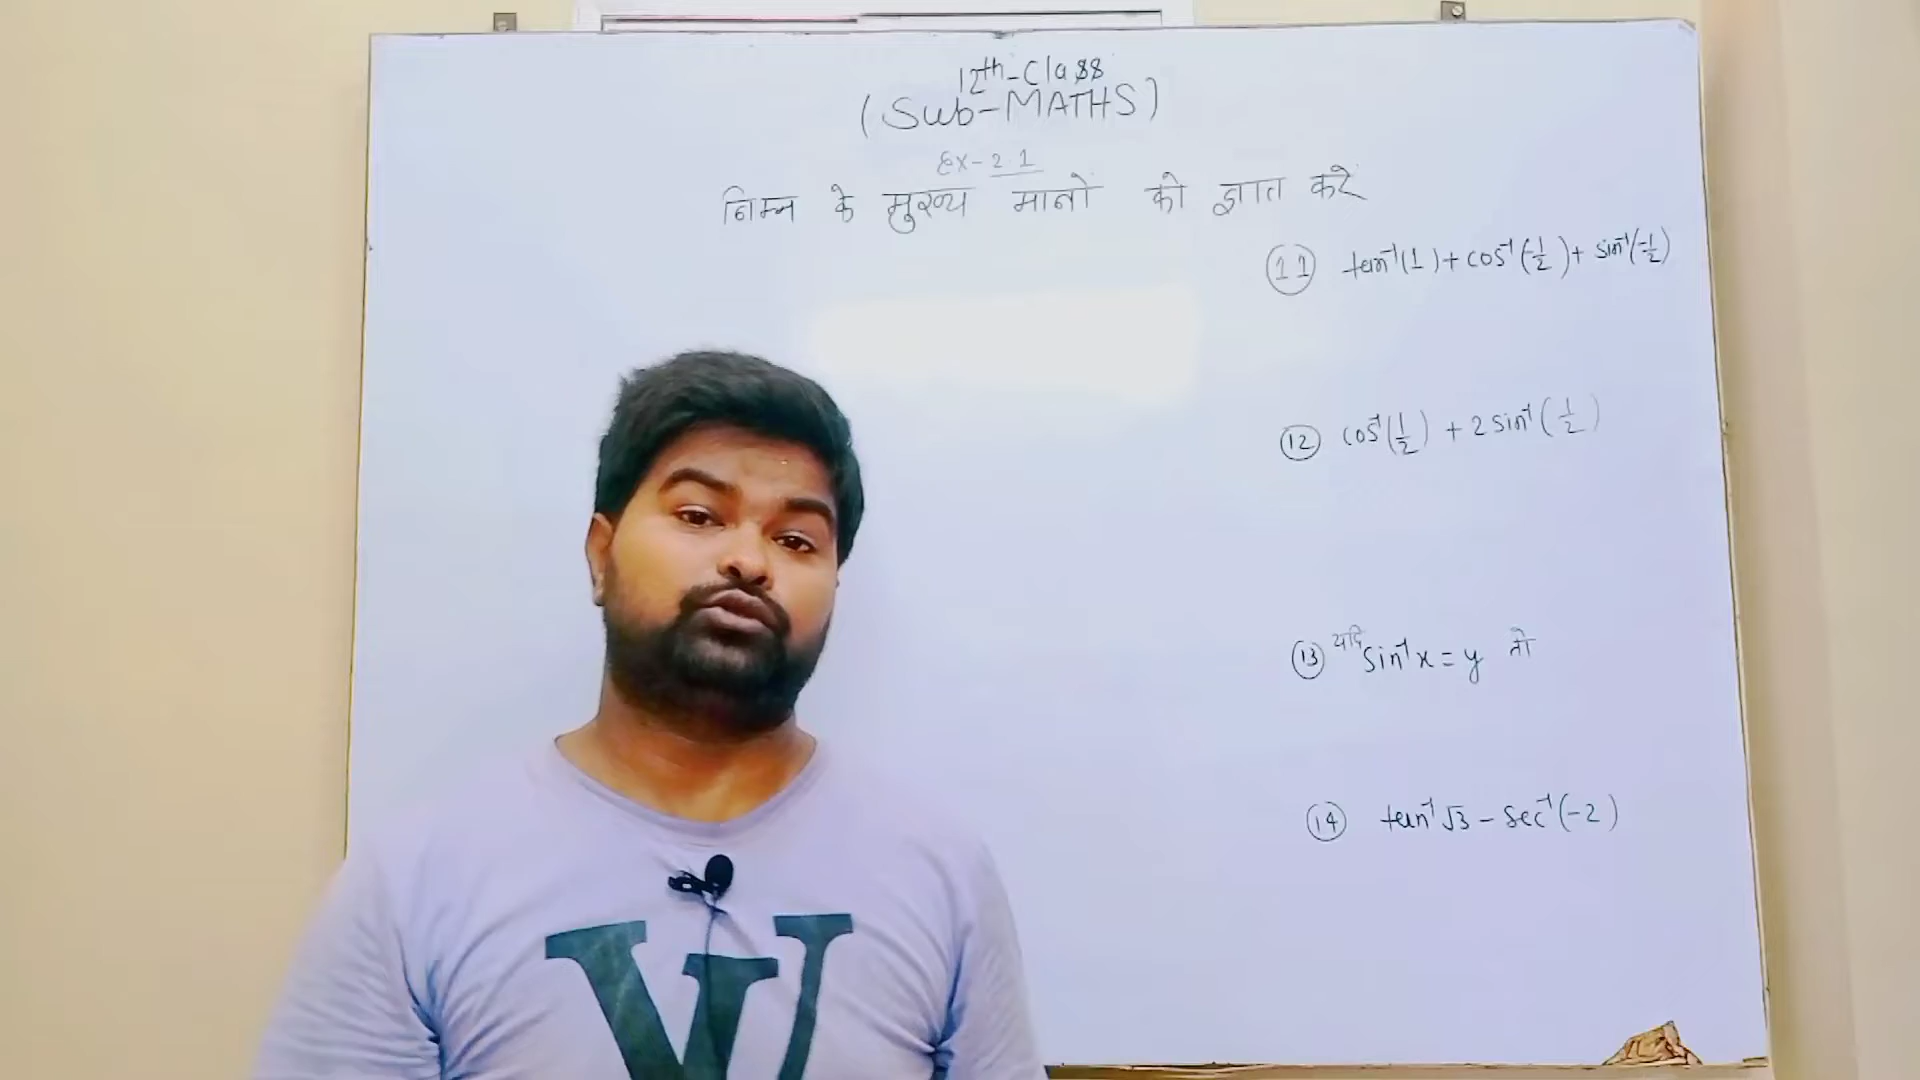 12th-Class
(Sub-MATHS)
Ex-2.1
निम्न के मुख्य मानों को ज्ञात करें
(11) tan⁻¹(1)+cos⁻¹(-1/2)+sin⁻¹(-1/2)
(12) cos⁻¹(1/2) + 2 sin⁻¹(1/2)
(13) यदि sin⁻¹x = y तो
(14) tan⁻¹√3 - sec⁻¹(-2)
W